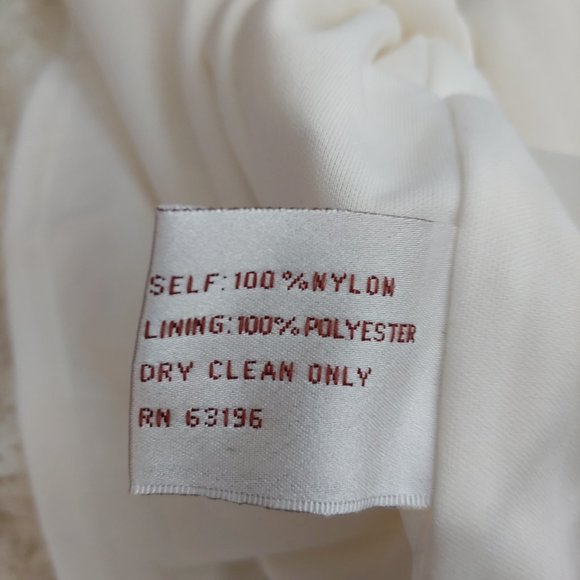 SELF: 100% NYLON
LINING: 100% POLYESTER
DRY CLEAN ONLY
RN 63196